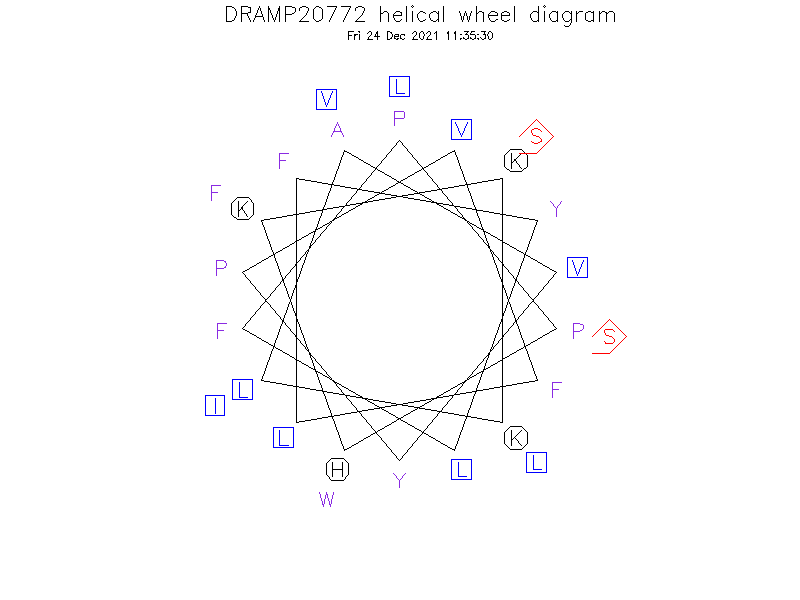 DRAMP20772 helical wheel diagram
Fri 24 Dec 2021 11:35:30
L
V
P
A
V
S
K
F
Y
F
K
P
V
F
P
S
L
F
I
L
K
L
H
L
Y
W